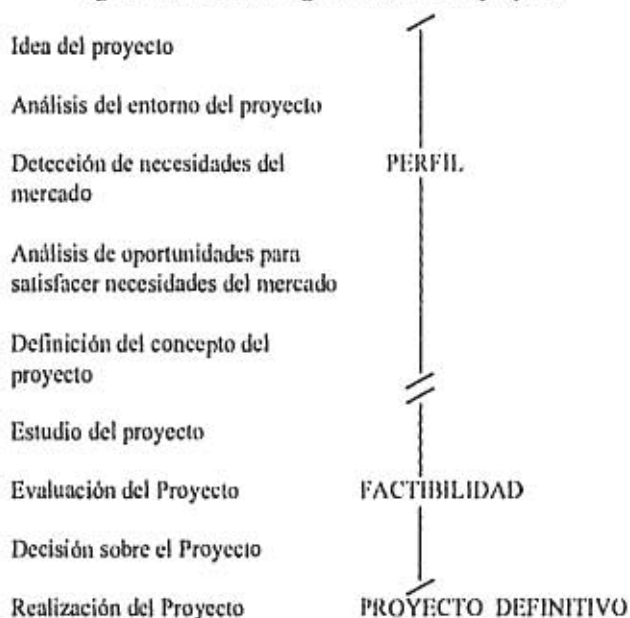 Idea del proyecto
Análisis del entorno del proyecto
Detección de necesidades del
mercado
PERFIL
Análisis de oportunidades para
satisfacer necesidades del mercado
Definición del concepto del
proyecto
Estudio del proyecto
Evaluación del Proyecto
FACTIBILIDAD
Decisión sobre el Proyecto
Realización del Proyecto
PROYECTO DEFINITIVO